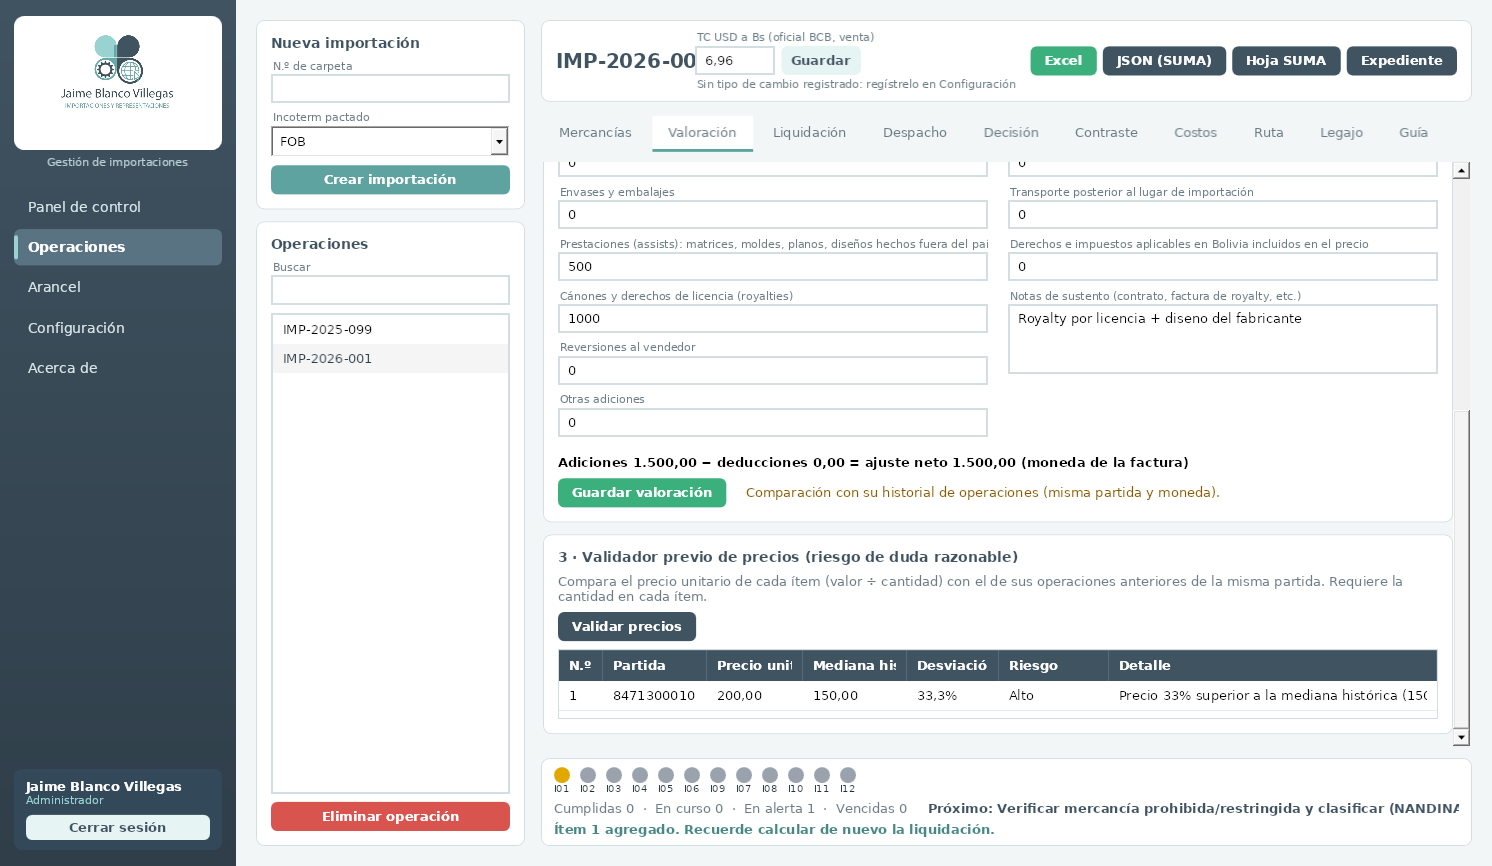 Jaime Blanco Villegas
IMPORTACIONES Y REPRESENTACIONES
Gestión de importaciones
Panel de control
Operaciones
Arancel
Configuración
Acerca de
Jaime Blanco Villegas
Administrador
Cerrar sesión
Nueva importación
N.º de carpeta
Incoterm pactado
FOB
Crear importación
Operaciones
Buscar
IMP-2025-099
IMP-2026-001
Eliminar operación
IMP-2026-00
TC USD a Bs (oficial BCB, venta)
6,96
Guardar
Sin tipo de cambio registrado: regístrelo en Configuración
Excel
JSON (SUMA)
Hoja SUMA
Expediente
Mercancías
Valoración
Liquidación
Despacho
Decisión
Contraste
Costos
Ruta
Legajo
Guía
0
0
Envases y embalajes
0
Transporte posterior al lugar de importación
0
Prestaciones (assists): matrices, moldes, planos, diseños hechos fuera del paí
500
Derechos e impuestos aplicables en Bolivia incluidos en el precio
0
Cánones y derechos de licencia (royalties)
1000
Notas de sustento (contrato, factura de royalty, etc.)
Royalty por licencia + diseno del fabricante
Reversiones al vendedor
0
Otras adiciones
0
Adiciones 1.500,00 − deducciones 0,00 = ajuste neto 1.500,00 (moneda de la factura)
Guardar valoración
Comparación con su historial de operaciones (misma partida y moneda).
3 · Validador previo de precios (riesgo de duda razonable)
Compara el precio unitario de cada ítem (valor ÷ cantidad) con el de sus operaciones anteriores de la misma partida. Requiere la
cantidad en cada ítem.
Validar precios
N.º Partida Precio unit Mediana his Desviació Riesgo Detalle
1 8471300010 200,00 150,00 33,3% Alto Precio 33% superior a la mediana histórica (150
I01 I02 I03 I04 I05 I06 I09 I07 I08 I10 I11 I12
Cumplidas 0 · En curso 0 · En alerta 1 · Vencidas 0
Próximo: Verificar mercancía prohibida/restringida y clasificar (NANDINA
Ítem 1 agregado. Recuerde calcular de nuevo la liquidación.